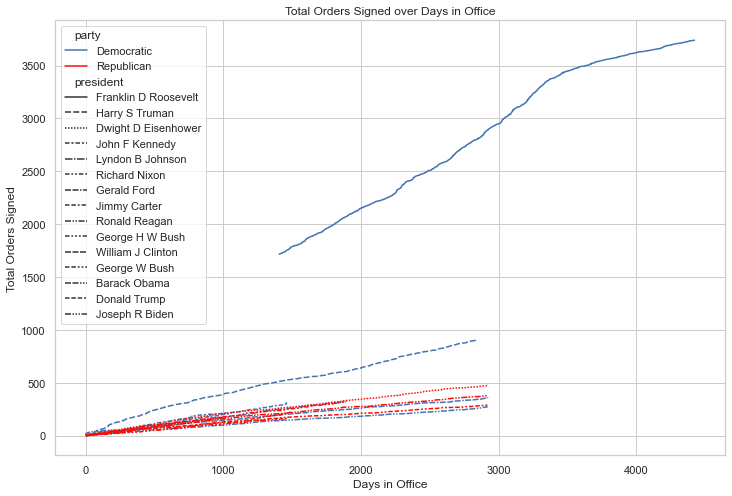 Total Orders Signed over Days in Office
party
Democratic
Republican
president
Franklin D Roosevelt
Harry S Truman
Dwight D Eisenhower
John F Kennedy
Lyndon B Johnson
Richard Nixon
Gerald Ford
Jimmy Carter
Ronald Reagan
George H W Bush
William J Clinton
George W Bush
Barack Obama
Donald Trump
Joseph R Biden
Total Orders Signed
3500
3000
2500
2000
1500
1000
500
0
0 1000 2000 3000 4000
Days in Office